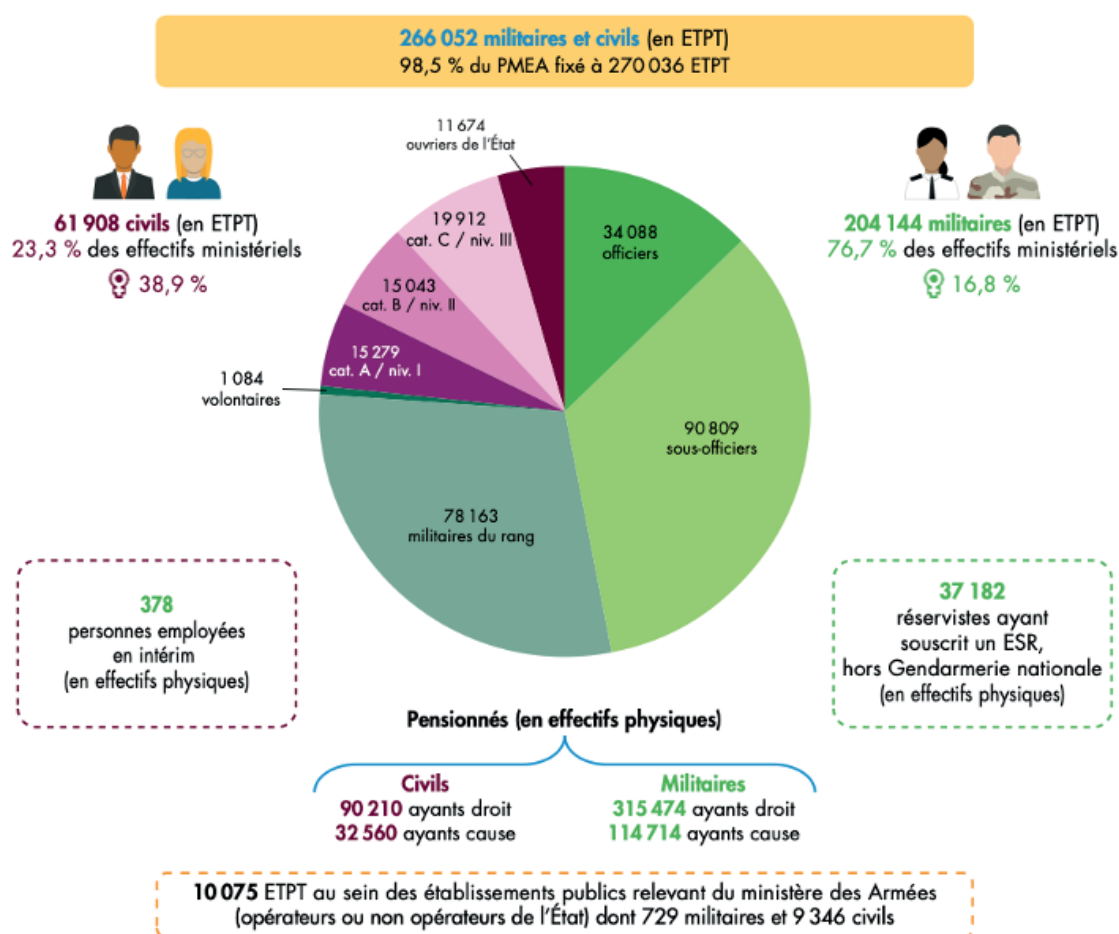 266 052 militaires et civils (en ETPT)
98,5 % du PMEA fixé à 270 036 ETPT
61 908 civils (en ETPT)
23,3 % des effectifs ministériels
38,9 %
204 144 militaires (en ETPT)
76,7 % des effectifs ministériels
16,8 %
11 674
ouvriers de l'État
19 912
cat. C / niv. III
15 043
cat. B / niv. II
15 279
cat. A / niv. I
1 084
volontaires
34 088
officiers
90 809
sous-officiers
78 163
militaires du rang
378
personnes employées
en intérim
(en effectifs physiques)
37 182
réservistes ayant
souscrit un ESR,
hors Gendarmerie nationale
(en effectifs physiques)
Pensionnés (en effectifs physiques)
Civils
90 210 ayants droit
32 560 ayants cause
Militaires
315 474 ayants droit
114 714 ayants cause
10 075 ETPT au sein des établissements publics relevant du ministère des Armées
(opérateurs ou non opérateurs de l'État) dont 729 militaires et 9 346 civils